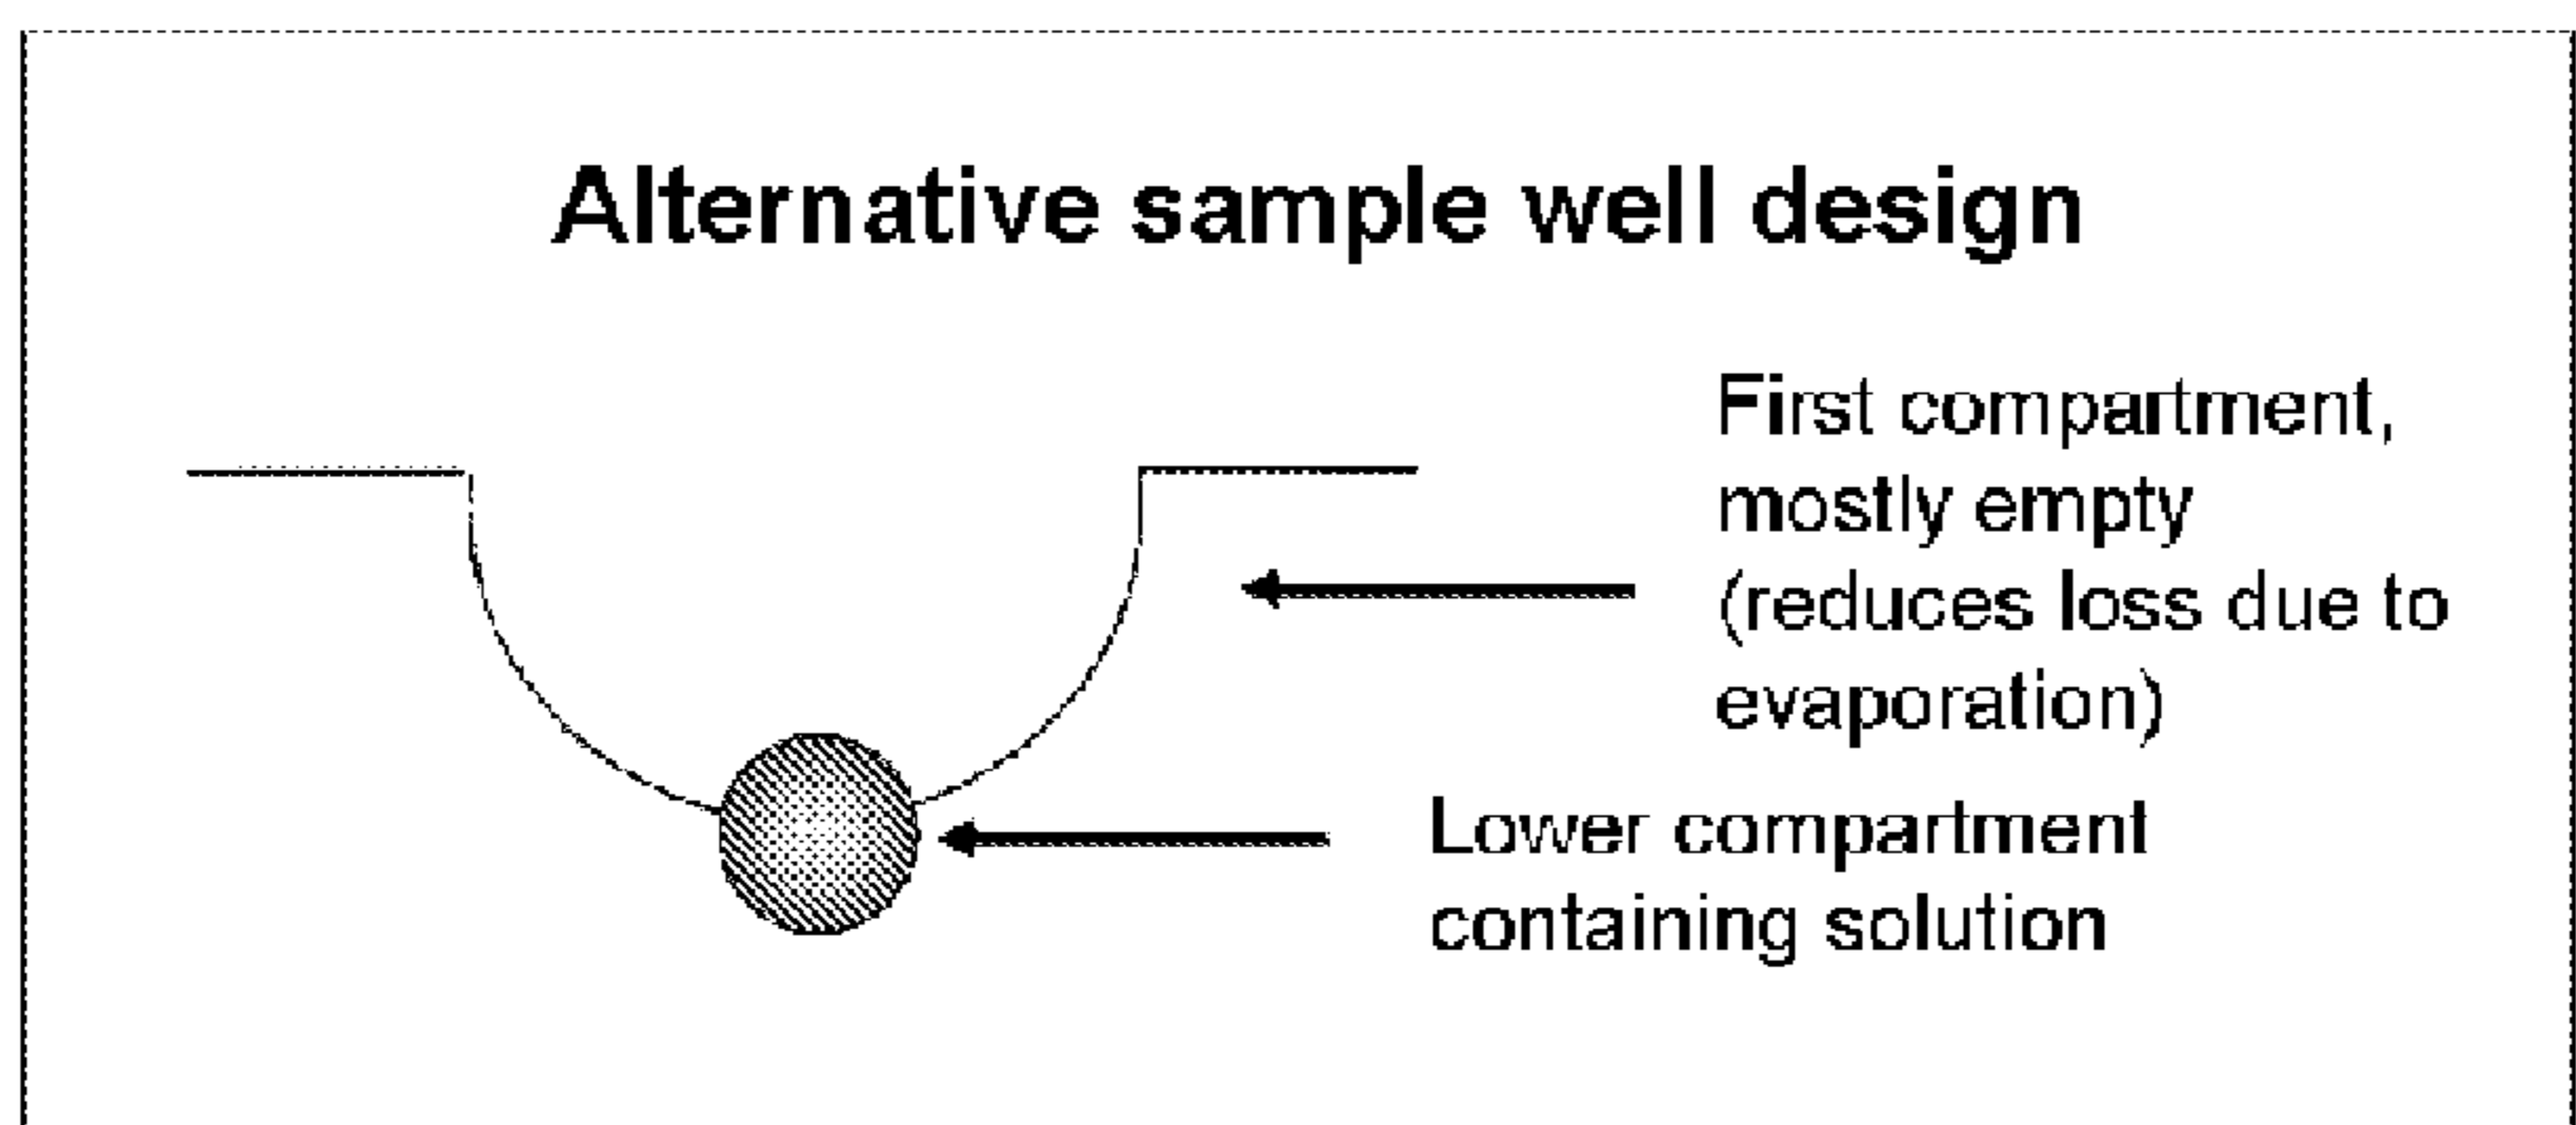 Alternative sample well design
First compartment,
mostly empty
(reduces loss due to
evaporation)
Lower compartment
containing solution